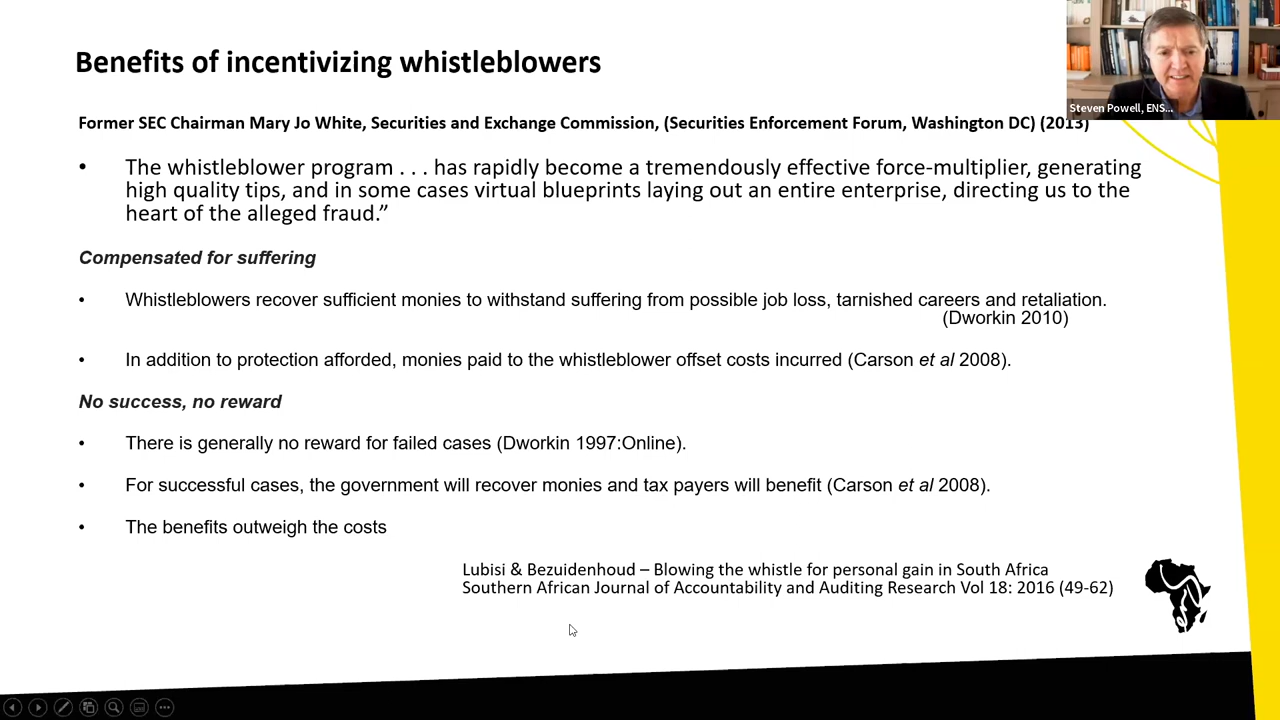 Benefits of incentivizing whistleblowers
Steven Powell, ENS...
Former SEC Chairman Mary Jo White, Securities and Exchange Commission, (Securities Enforcement Forum, Washington DC) (2013)
• The whistleblower program . . . has rapidly become a tremendously effective force-multiplier, generating
high quality tips, and in some cases virtual blueprints laying out an entire enterprise, directing us to the
heart of the alleged fraud.”
Compensated for suffering
• Whistleblowers recover sufficient monies to withstand suffering from possible job loss, tarnished careers and retaliation.
(Dworkin 2010)
• In addition to protection afforded, monies paid to the whistleblower offset costs incurred (Carson et al 2008).
No success, no reward
• There is generally no reward for failed cases (Dworkin 1997:Online).
• For successful cases, the government will recover monies and tax payers will benefit (Carson et al 2008).
• The benefits outweigh the costs
Lubisi & Bezuidenhoud – Blowing the whistle for personal gain in South Africa
Southern African Journal of Accountability and Auditing Research Vol 18: 2016 (49-62)